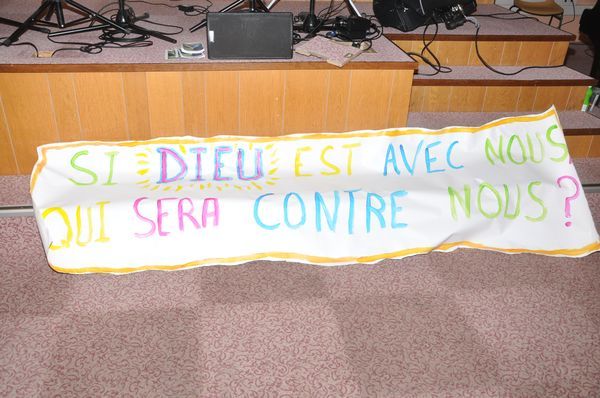 SI DIEU EST AVEC NOUS
QUI SERA CONTRE NOUS ?